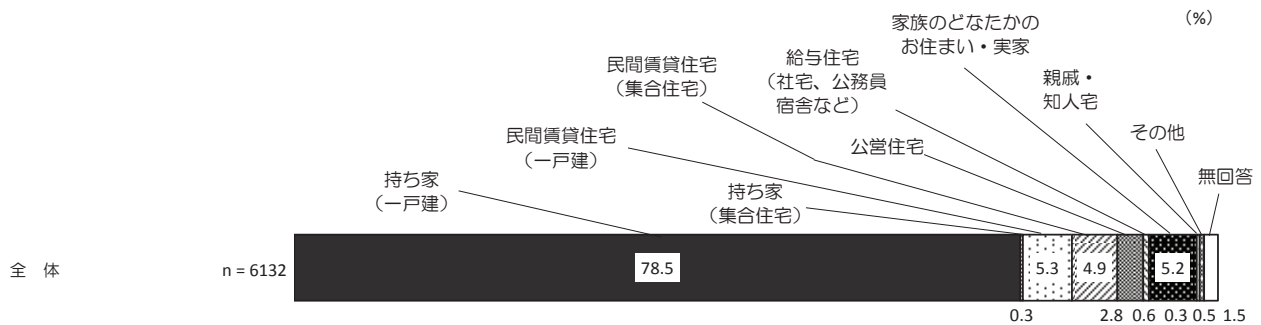 （%）
家族のどなたかの
お住まい・実家
給与住宅
（社宅、公務員
宿舎など）
民間賃貸住宅
（集合住宅）
親戚・
知人宅
その他
民間賃貸住宅
（一戸建）
公営住宅
無回答
持ち家
（一戸建）
持ち家
（集合住宅）
全　体 n = 6132 78.5 5.3 4.9 5.2
0.3 2.8 0.6 0.3 0.5 1.5